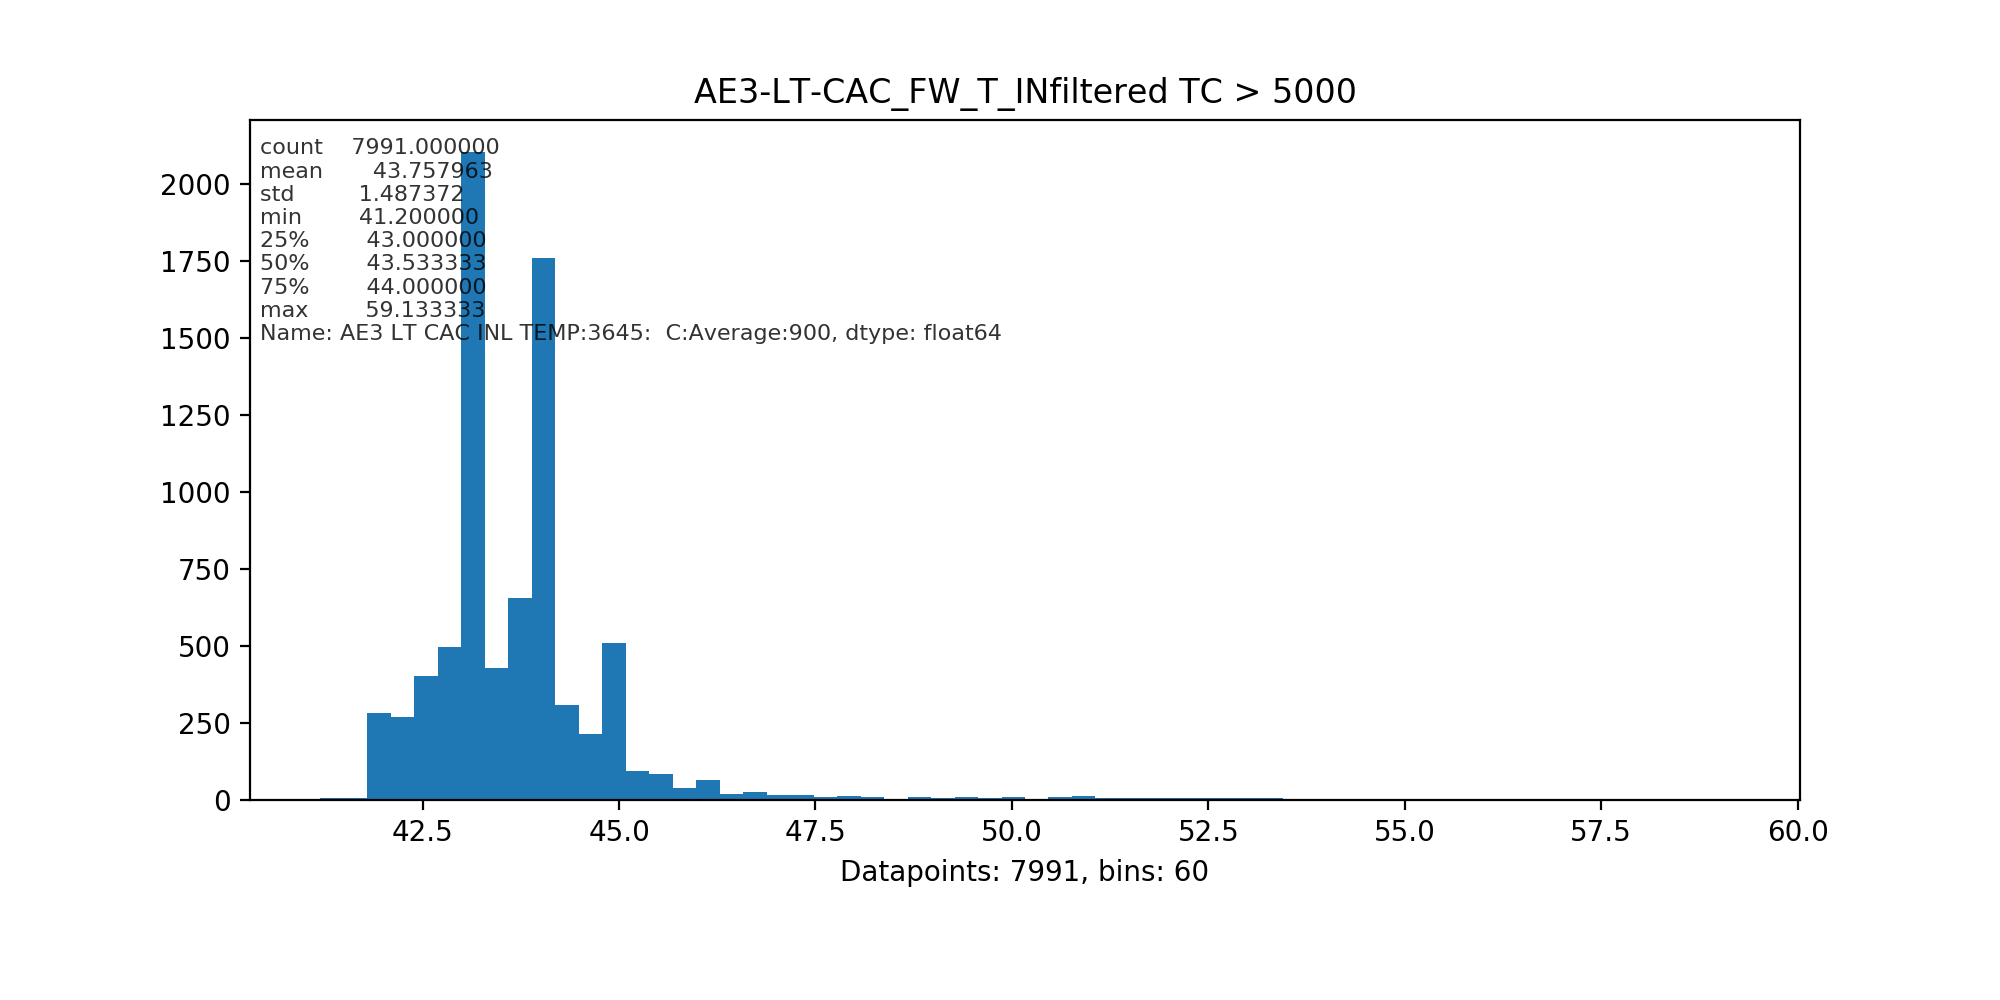 AE3-LT-CAC_FW_T_INfiltered TC > 5000
count 7991.000000
mean 43.757963
std 1.487372
min 41.200000
25% 43.000000
50% 43.533333
75% 44.000000
max 59.133333
Name: AE3 LT CAC INL TEMP:3645: C:Average:900, dtype: float64
2000
1750
1500
1250
1000
750
500
250
0
42.5 45.0 47.5 50.0 52.5 55.0 57.5 60.0
Datapoints: 7991, bins: 60